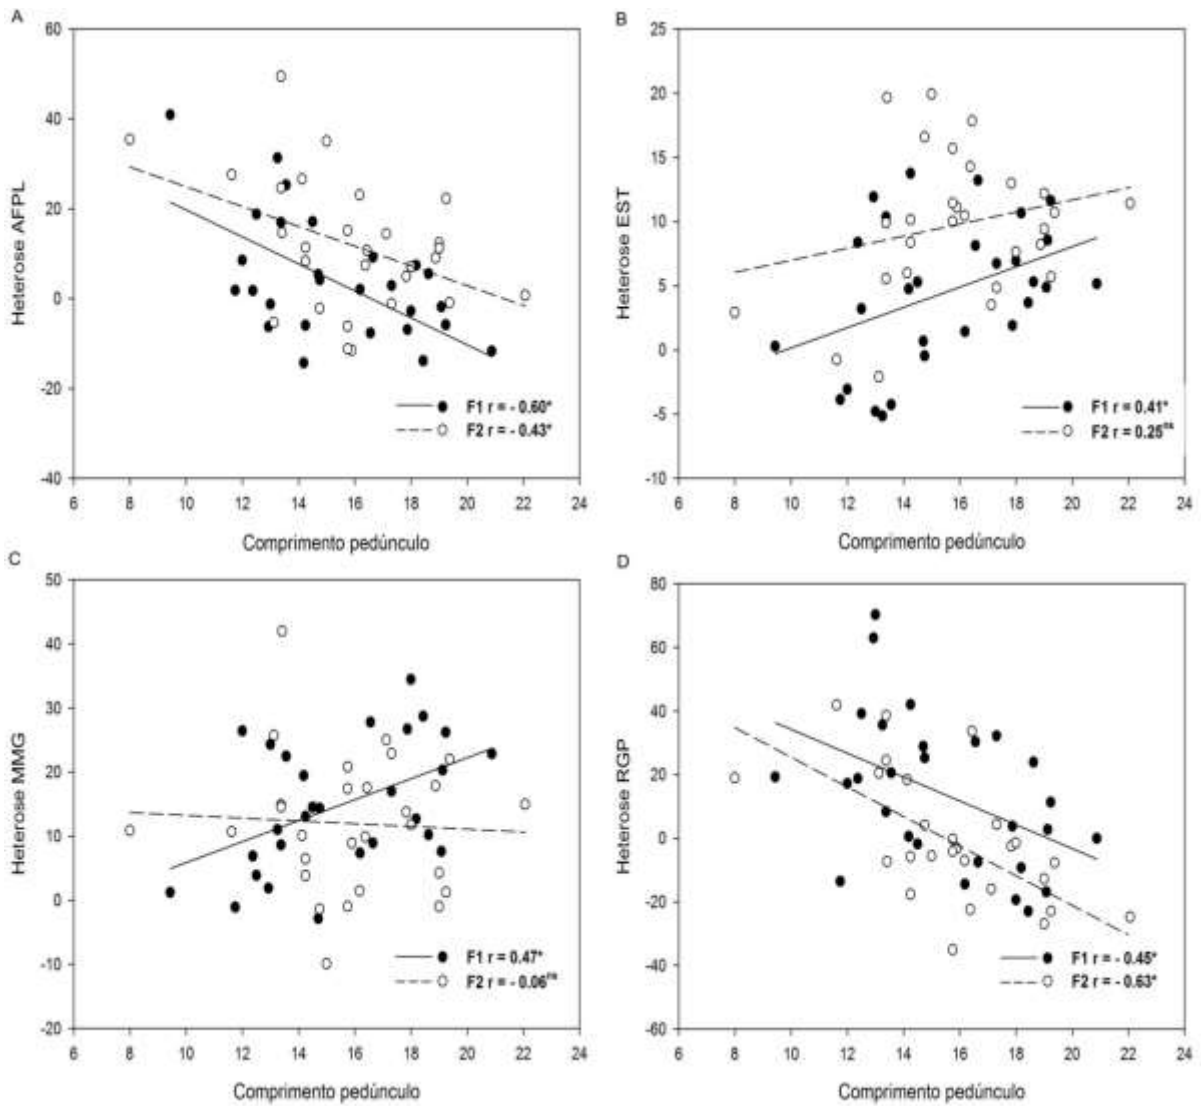 A
60
40
20
0
-20
-40
Heterose AFPL
F1 r = - 0.60*
F2 r = - 0.43*
6 8 10 12 14 16 18 20 22 24
Comprimento pedúnculo
B
25
20
15
10
5
0
-5
-10
Heterose EST
F1 r = 0.41*
F2 r = 0.25ns
6 8 10 12 14 16 18 20 22 24
Comprimento pedúnculo
C
50
40
30
20
10
0
-10
-20
Heterose MMG
F1 r = 0.47*
F2 r = - 0.06ns
6 8 10 12 14 16 18 20 22 24
Comprimento pedúnculo
D
80
60
40
20
0
-20
-40
-60
Heterose RGP
F1 r = - 0.45*
F2 r = - 0.63*
6 8 10 12 14 16 18 20 22 24
Comprimento pedúnculo